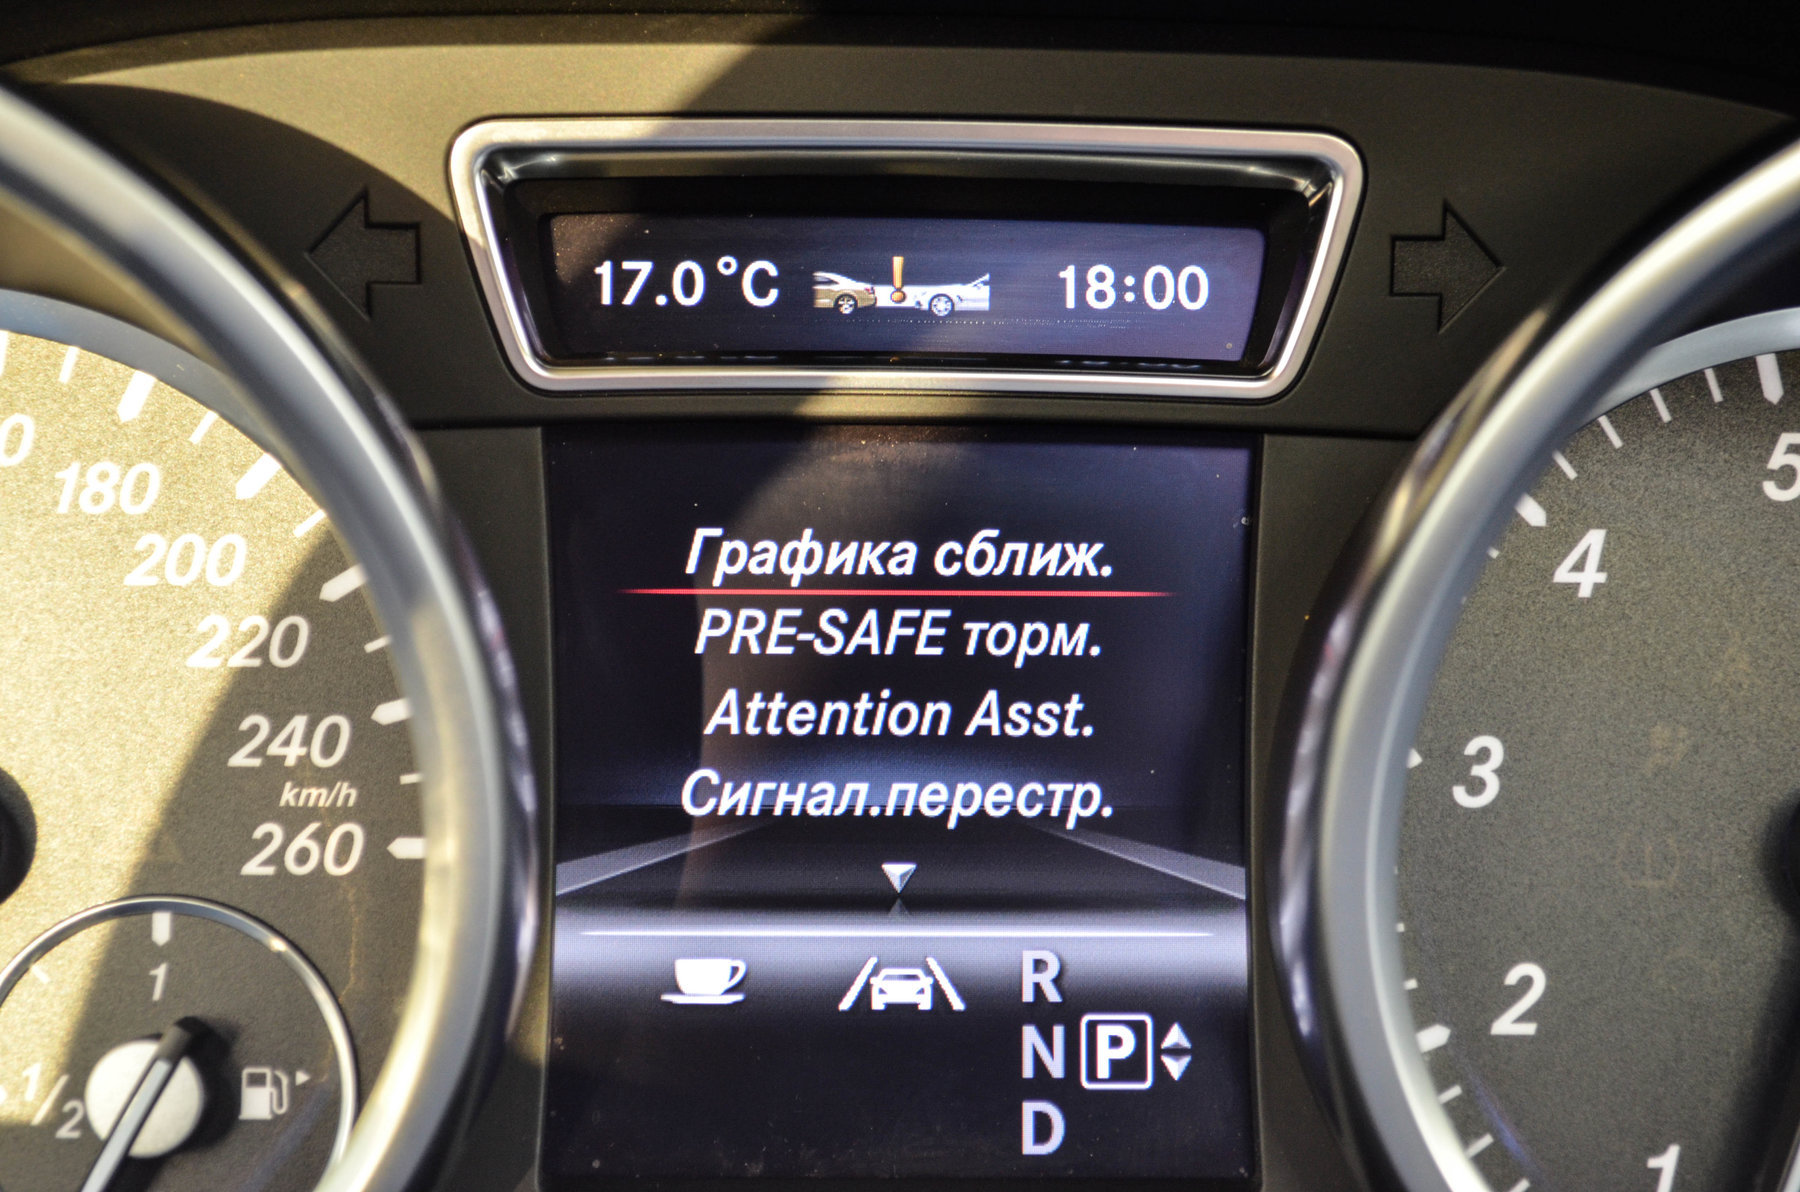 17.0°C 18:00
Графика сближ.
PRE-SAFE торм.
Attention Asst.
Сигнал.перестр.
R
N P
D
180
200
220
240
km/h
260
1
1/2
5
4
3
2
1